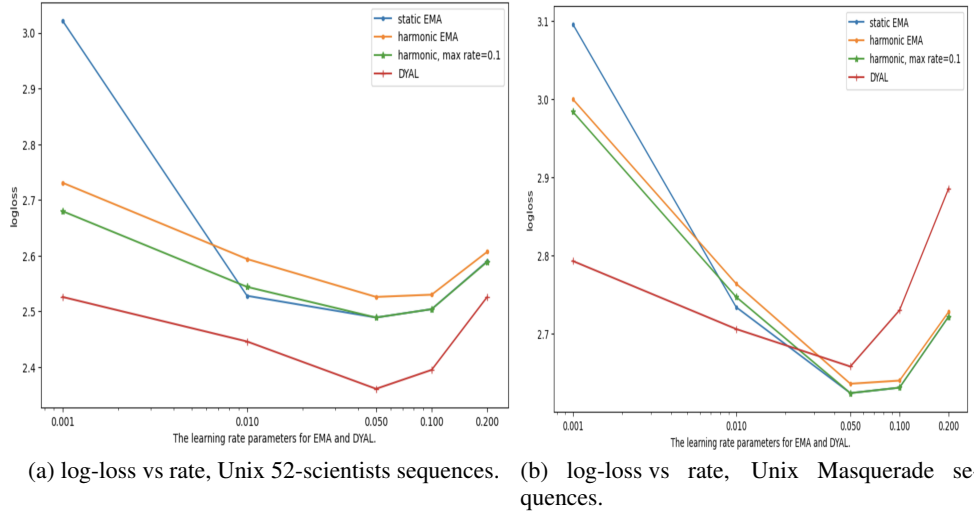 static EMA
harmonic EMA
harmonic, max rate=0.1
DYAL
3.0
2.9
2.8
2.7
2.6
2.5
2.4
logloss
0.001
0.010
0.050
0.100
0.200
The learning rate parameters for EMA and DYAL.
(a) log-loss vs rate, Unix 52-scientists sequences.
static EMA
harmonic EMA
harmonic, max rate=0.1
DYAL
3.1
3.0
2.9
2.8
2.7
logloss
0.001
0.010
0.050
0.100
0.200
The learning rate parameters for EMA and DYAL.
(b) log-loss vs rate, Unix Masquerade se-
quences.